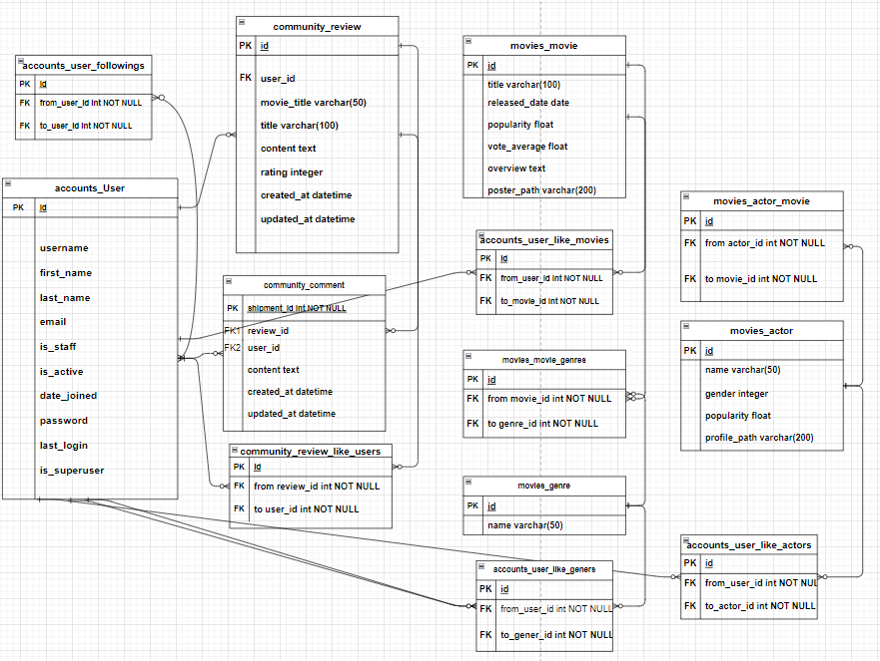 accounts_user_followings
PK id
FK from_user_id int NOT NULL
FK to_user_id int NOT NULL
accounts_User
PK id
username
first_name
last_name
email
is_staff
is_active
date_joined
password
last_login
is_superuser
community_review
PK id
FK user_id
movie_title varchar(50)
title varchar(100)
content text
rating integer
created_at datetime
updated_at datetime
community_comment
PK shipment_id int NOT NULL
FK1 review_id
FK2 user_id
content text
created_at datetime
updated_at datetime
community_review_like_users
PK id
FK from review_id int NOT NULL
FK to user_id int NOT NULL
movies_movie
PK id
title varchar(100)
released_date date
popularity float
vote_average float
overview text
poster_path varchar(200)
accounts_user_like_movies
PK id
FK from_user_id int NOT NULL
FK to_movie_id int NOT NULL
movies_movie_genres
PK id
FK from movie_id int NOT NULL
FK to genre_id int NOT NULL
movies_genre
PK id
name varchar(50)
accounts_user_like_geners
PK id
FK from_user_id int NOT NULL
FK to_gener_id int NOT NULL
movies_actor_movie
PK id
FK from actor_id int NOT NULL
FK to movie_id int NOT NULL
movies_actor
PK id
name varchar(50)
gender integer
popularity float
profile_path varchar(200)
accounts_user_like_actors
PK id
FK from_user_id int NOT NUL
FK to_actor_id int NOT NULL